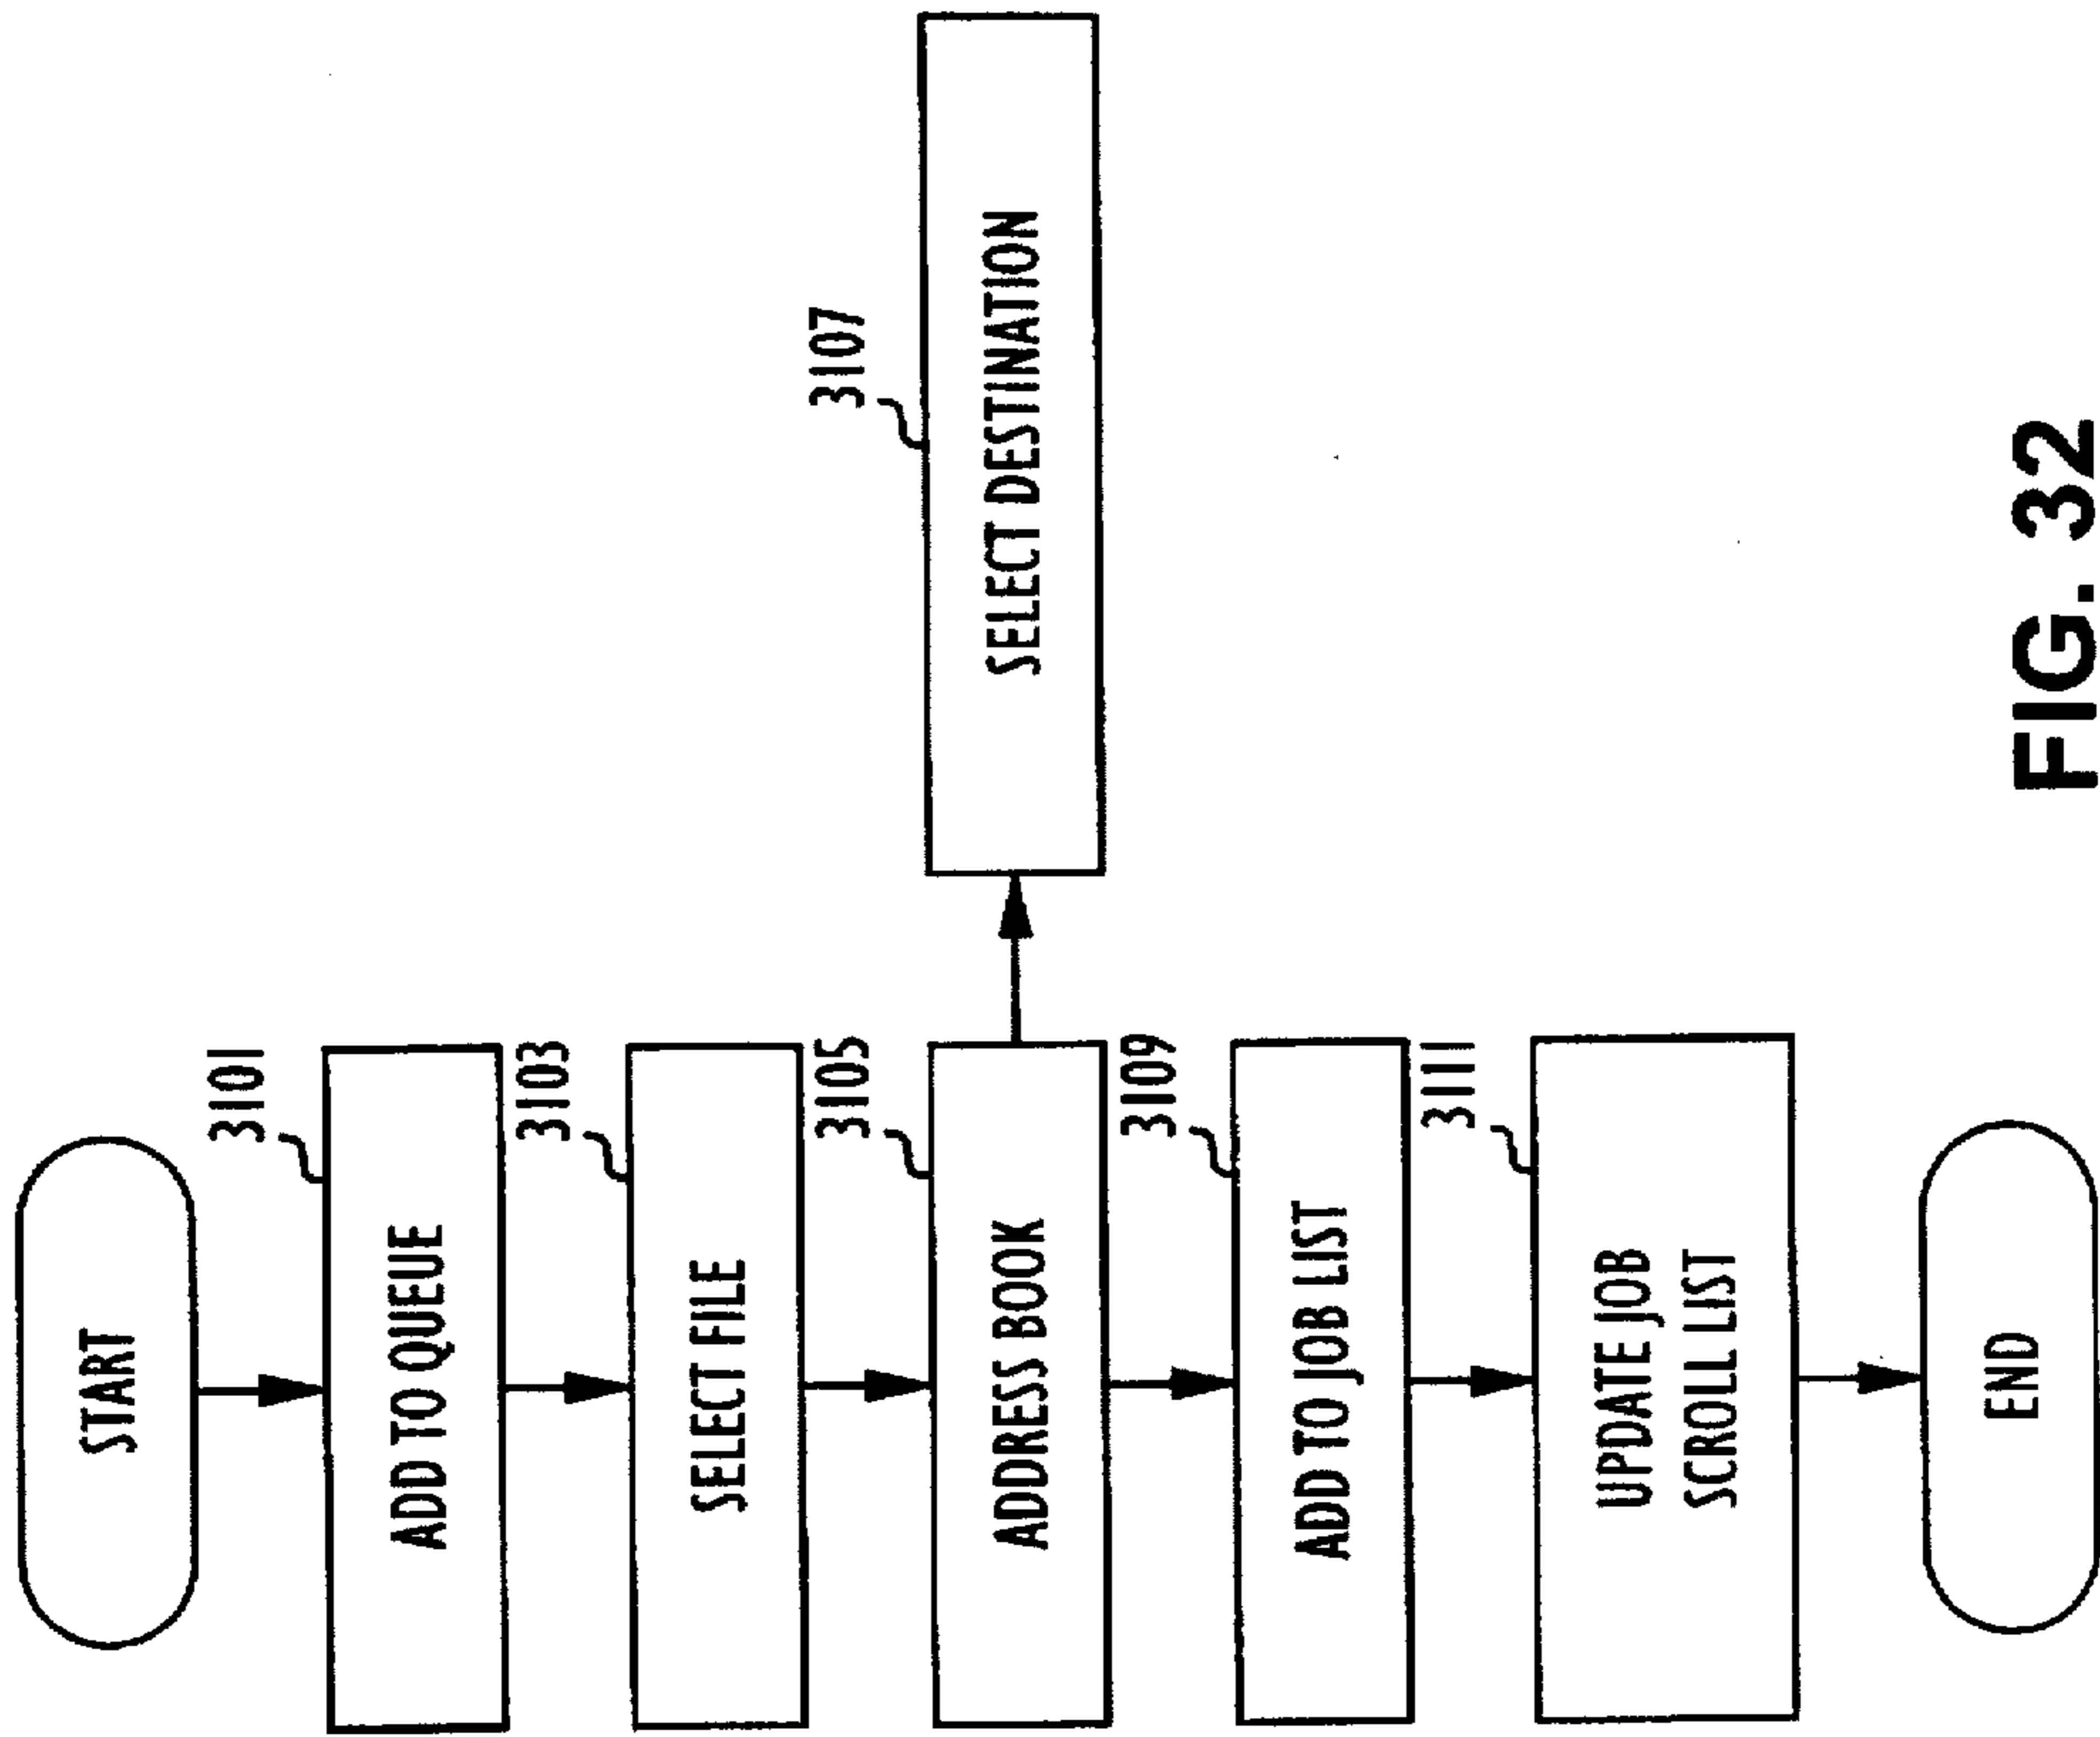 START
3101
ADD TO QUEUE
3103
SELECT FILE
3105
ADDRESS BOOK
3107
SELECT DESTINATION
3109
ADD TO JOB LIST
3111
UPDATE JOB
SCROLL LIST
END
FIG. 32